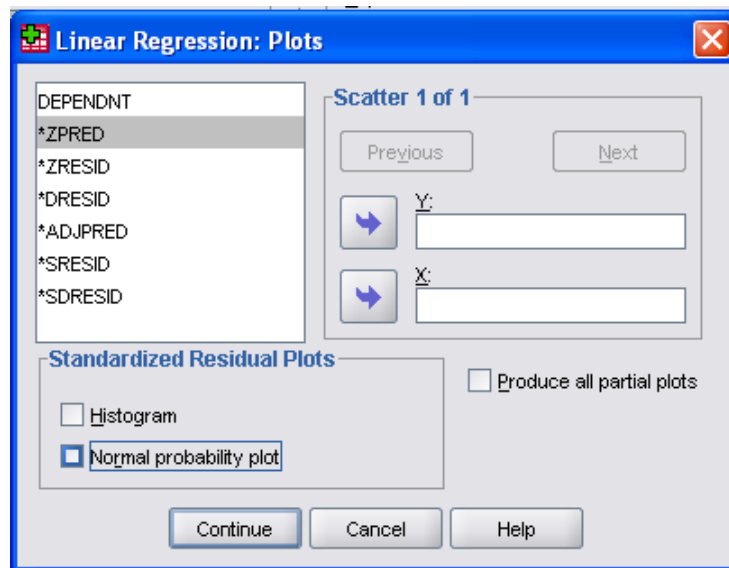 Linear Regression: Plots
DEPENDNT
*ZPRED
*ZRESID
*DRESID
*ADJPRED
*SRESID
*SDRESID
Scatter 1 of 1
Previous
Next
Y:
X:
Standardized Residual Plots
Histogram
Normal probability plot
Produce all partial plots
Continue
Cancel
Help